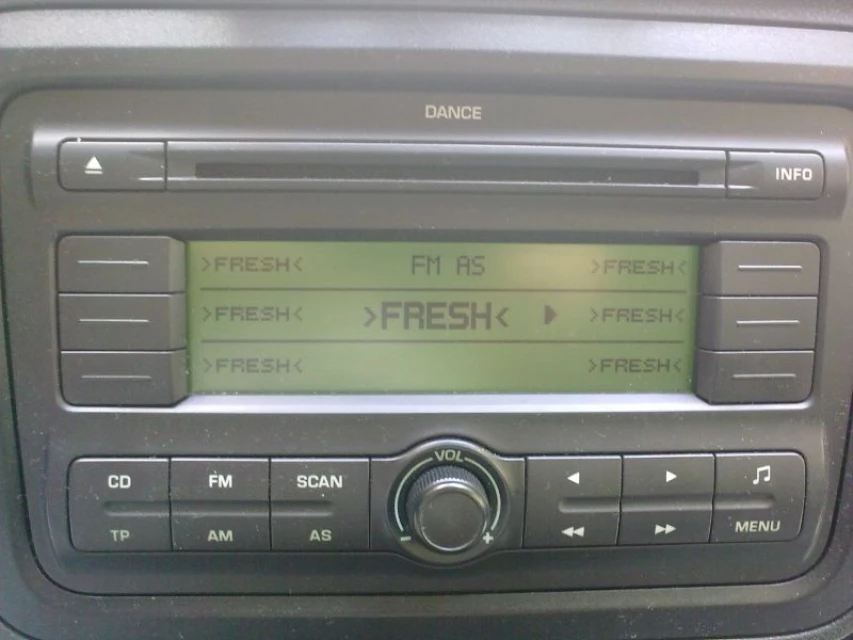 DANCE
INFO
>FRESH< FM AS >FRESH<
>FRESH< >FRESH< >FRESH<
>FRESH< >FRESH<
VOL
CD FM SCAN
TP AM AS
- +
MENU